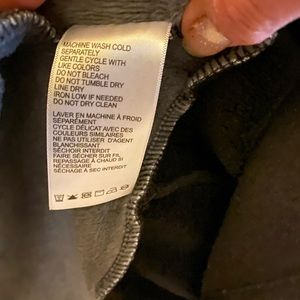 MACHINE WASH COLD
SEPARATELY
GENTLE CYCLE WITH
LIKE COLORS
DO NOT BLEACH
DO NOT TUMBLE DRY
LINE DRY
IRON LOW IF NEEDED
DO NOT DRY CLEAN
LAVER EN MACHINE À FROID
SÉPARÉMENT
CYCLE DÉLICAT AVEC DES
COULEURS SIMILAIRES
NE PAS UTILISER D'AGENT
BLANCHISSANT
SÉCHOIR INTERDIT
FAIRE SÉCHER SUR FIL
REPASSAGE À CHAUD SI
NÉCESSAIRE
SÉCHAGE À SEC INTERDIT